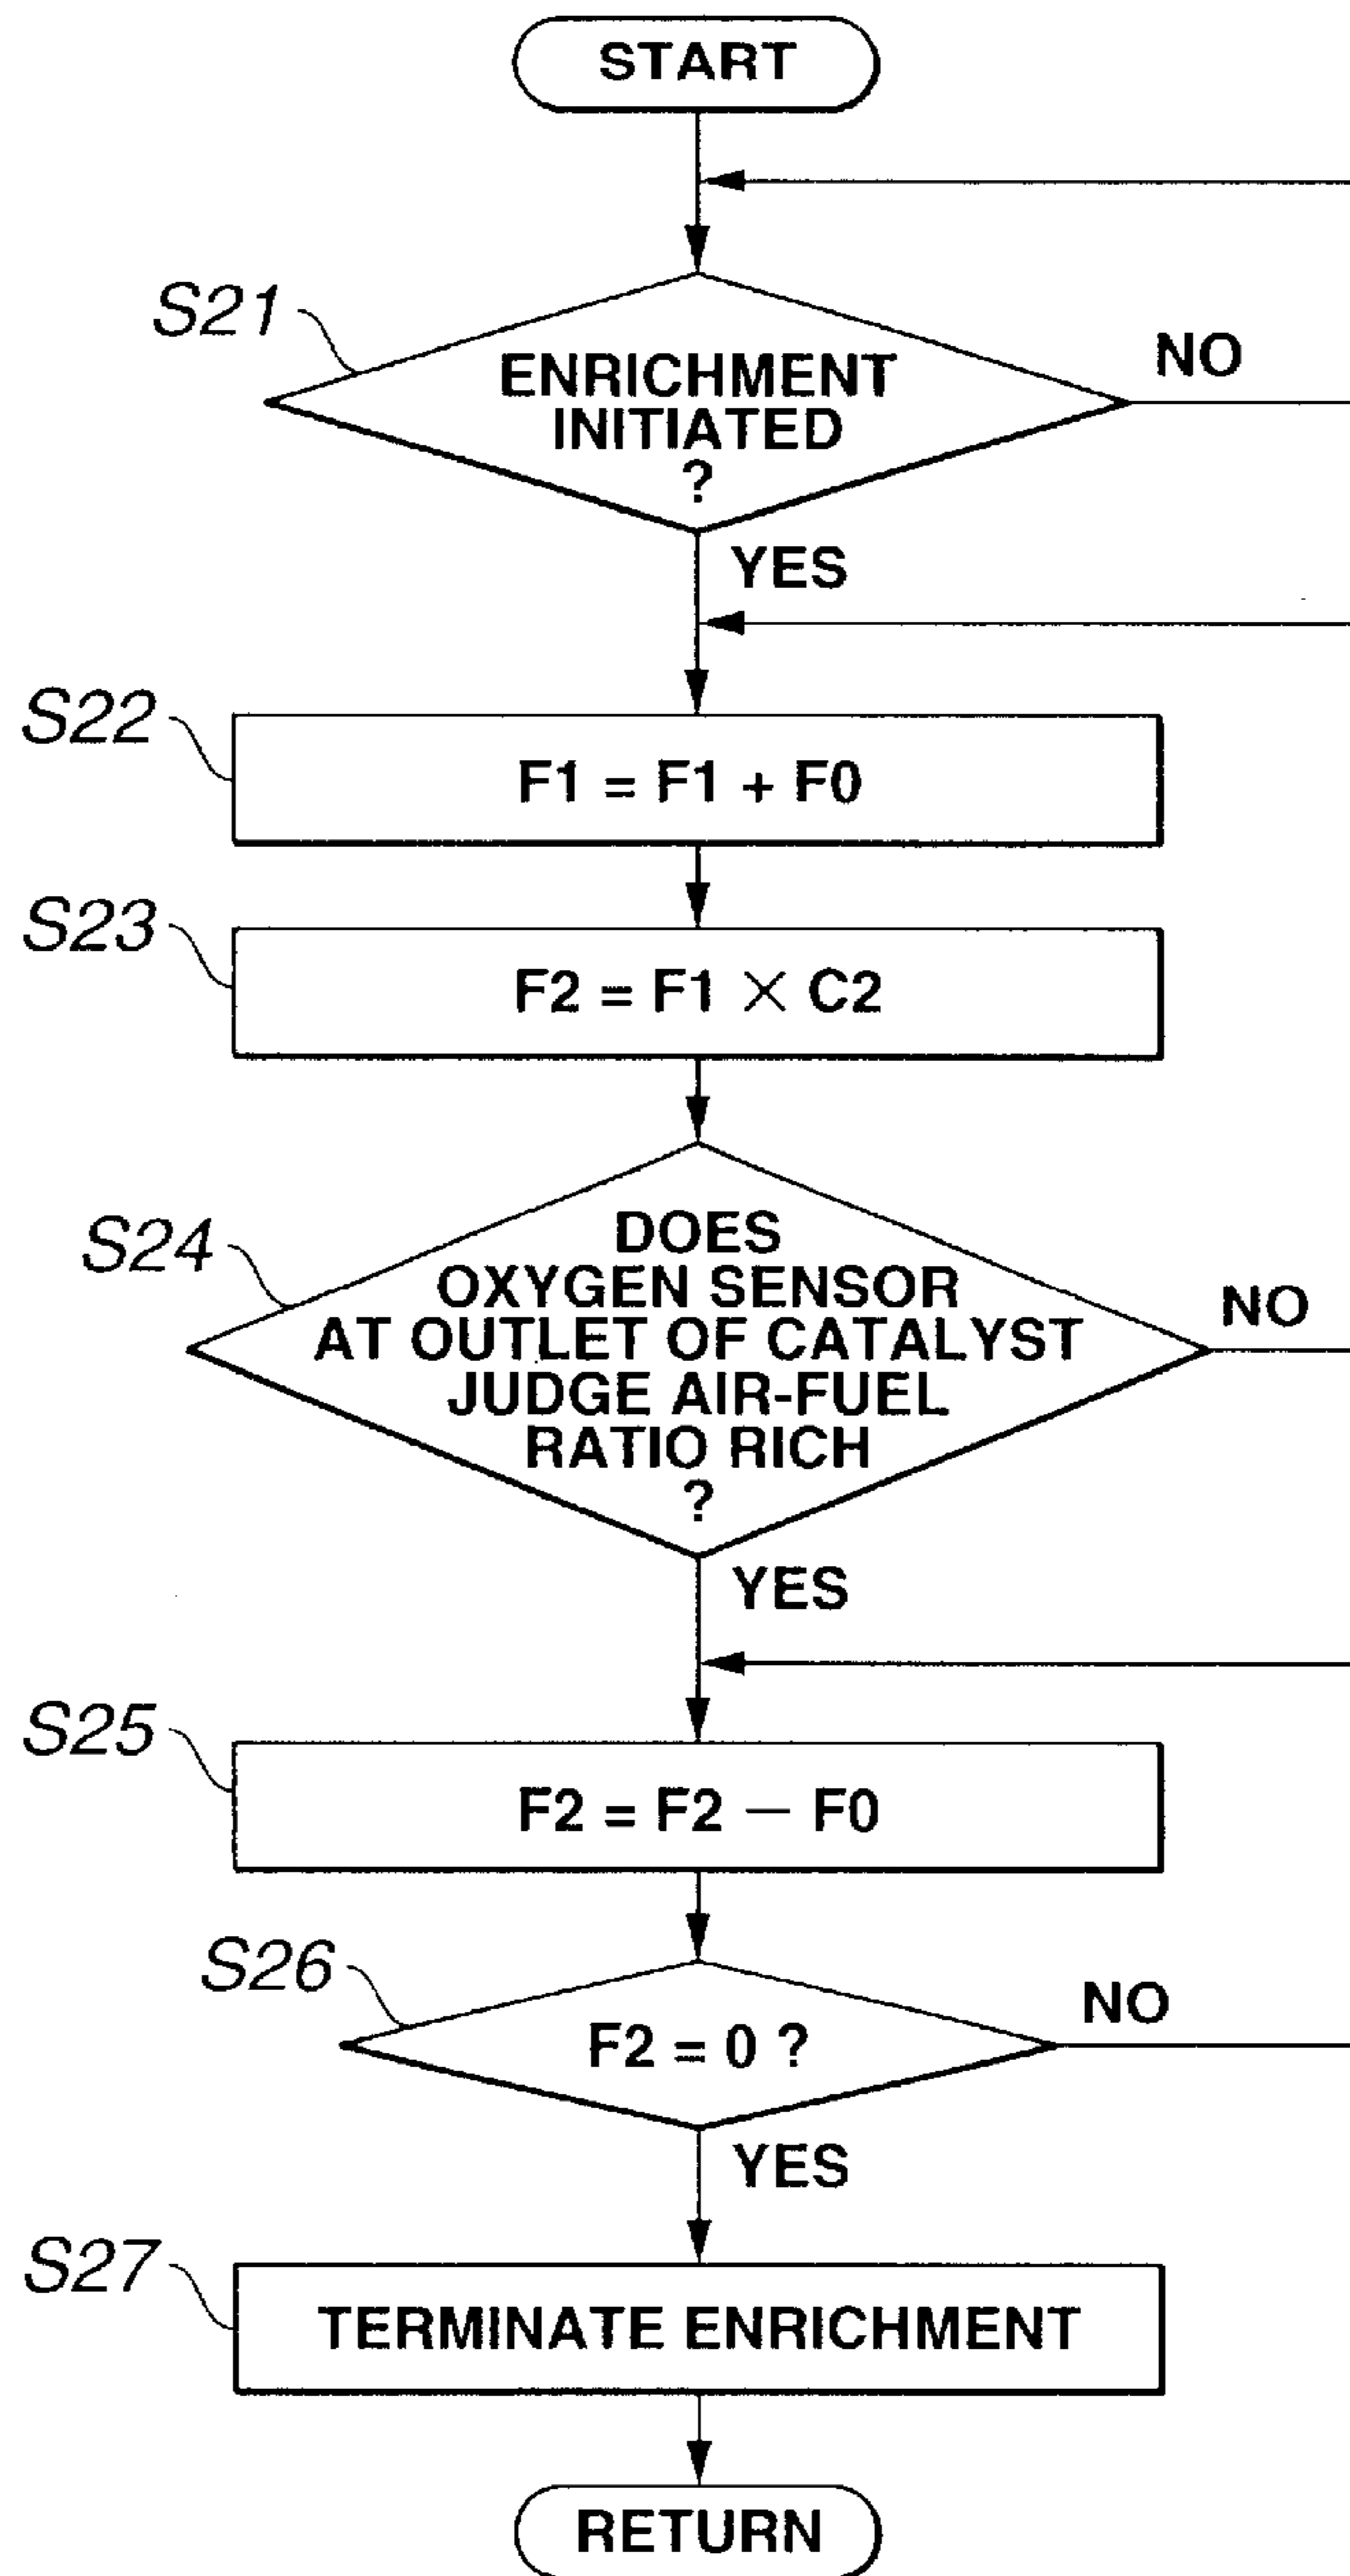 START
S21
ENRICHMENT
INITIATED
?
NO
YES
S22
F1 = F1 + F0
S23
F2 = F1 × C2
S24
DOES
OXYGEN SENSOR
AT OUTLET OF CATALYST
JUDGE AIR-FUEL
RATIO RICH
?
NO
YES
S25
F2 = F2 — F0
S26
F2 = 0 ?
NO
YES
S27
TERMINATE ENRICHMENT
RETURN